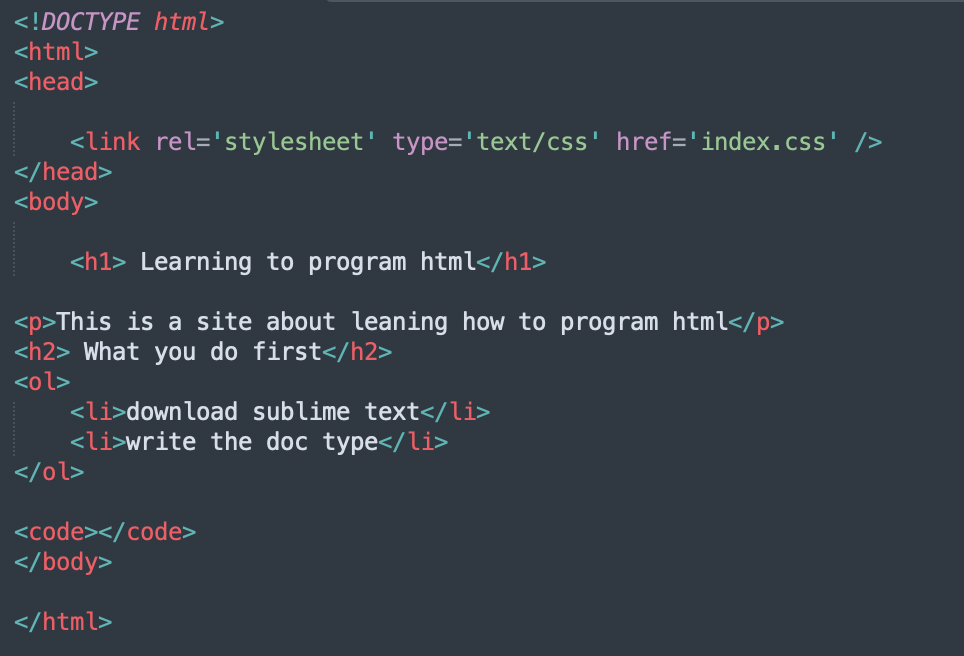 <!DOCTYPE html>
<html>
<head>
<link rel='stylesheet' type='text/css' href='index.css' />
</head>
<body>
<h1> Learning to program html</h1>
<p>This is a site about leaning how to program html</p>
<h2> What you do first</h2>
<ol>
<li>download sublime text</li>
<li>write the doc type</li>
</ol>
<code></code>
</body>
</html>